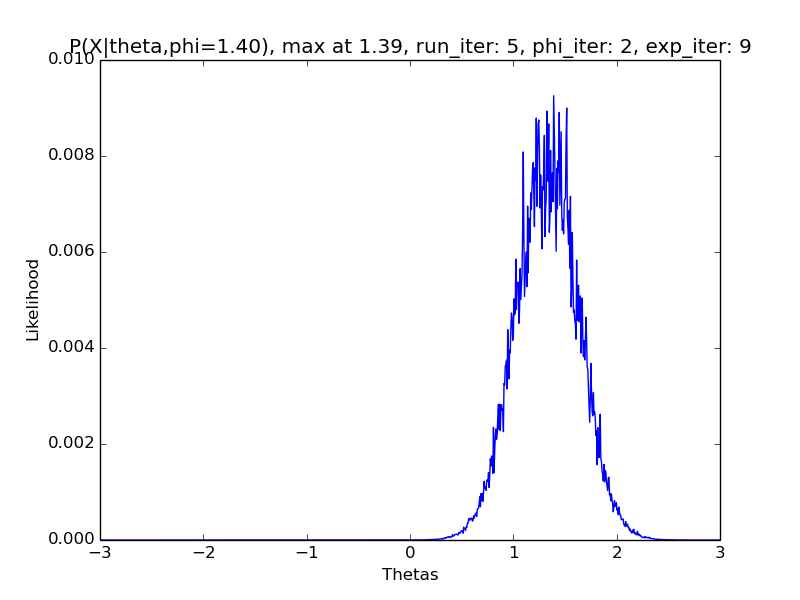 P(X|theta,phi=1.40), max at 1.39, run_iter: 5, phi_iter: 2, exp_iter: 9
0.010
0.008
0.006
0.004
0.002
0.000
Likelihood
−3 −2 −1 0 1 2 3
Thetas